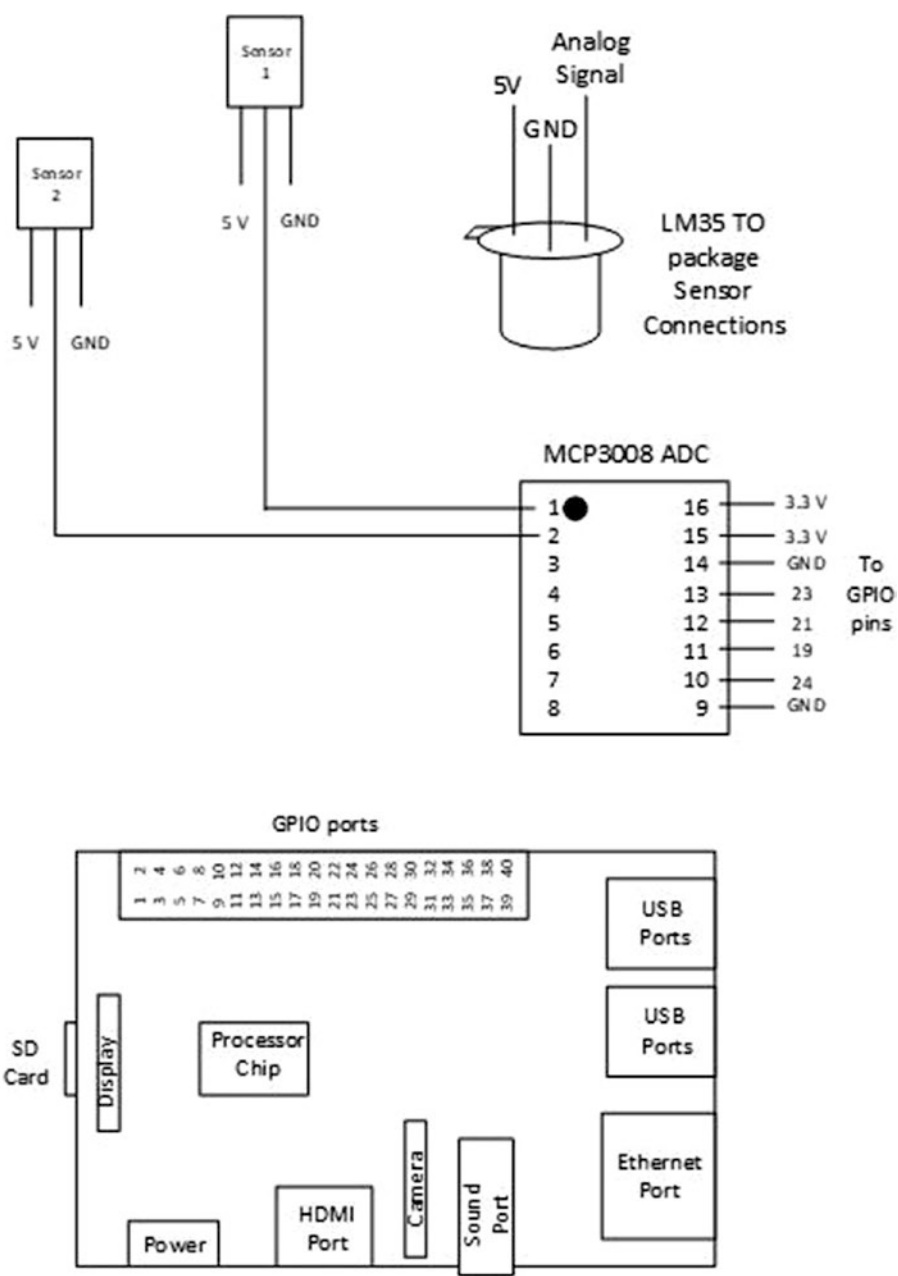 Sensor
1
Sensor
2
5 V
GND
5 V
GND
Analog
Signal
5V
GND
LM35 TO
package
Sensor
Connections
MCP3008 ADC
1
2
3
4
5
6
7
8
16
15
14
13
12
11
10
9
3.3 V
3.3 V
GND
23
21
19
24
GND
To
GPIO
pins
GPIO ports
2 4 6 8 10 12 14 16 18 20 22 24 26 28 30 32 34 36 38 40
1 3 5 7 9 11 13 15 17 19 21 23 25 27 29 31 33 35 37 39
SD
Card
Display
Processor
Chip
USB
Ports
USB
Ports
Ethernet
Port
Camera
Sound
Port
HDMI
Port
Power